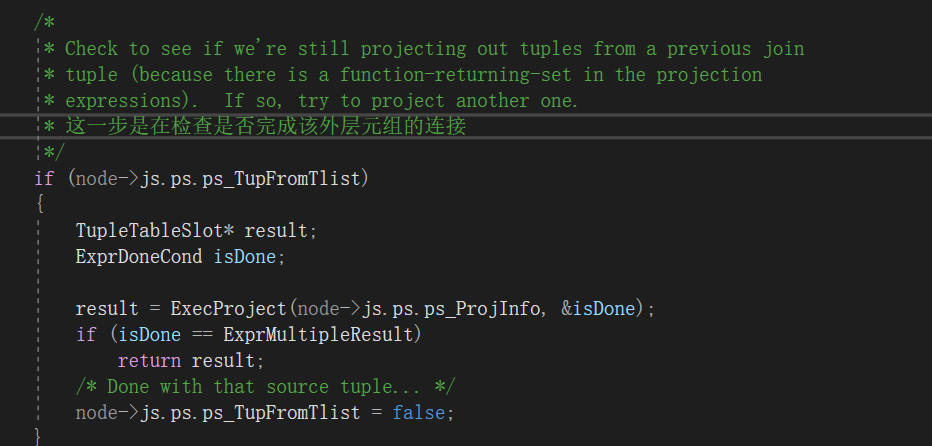 /*
* Check to see if we're still projecting out tuples from a previous join
* tuple (because there is a function-returning-set in the projection
* expressions).  If so, try to project another one.
* 这一步是在检查是否完成该外层元组的连接
*/
if (node->js.ps.ps_TupFromTlist)
{
TupleTableSlot* result;
ExprDoneCond isDone;
result = ExecProject(node->js.ps.ps_ProjInfo, &isDone);
if (isDone == ExprMultipleResult)
return result;
/* Done with that source tuple... */
node->js.ps.ps_TupFromTlist = false;
}